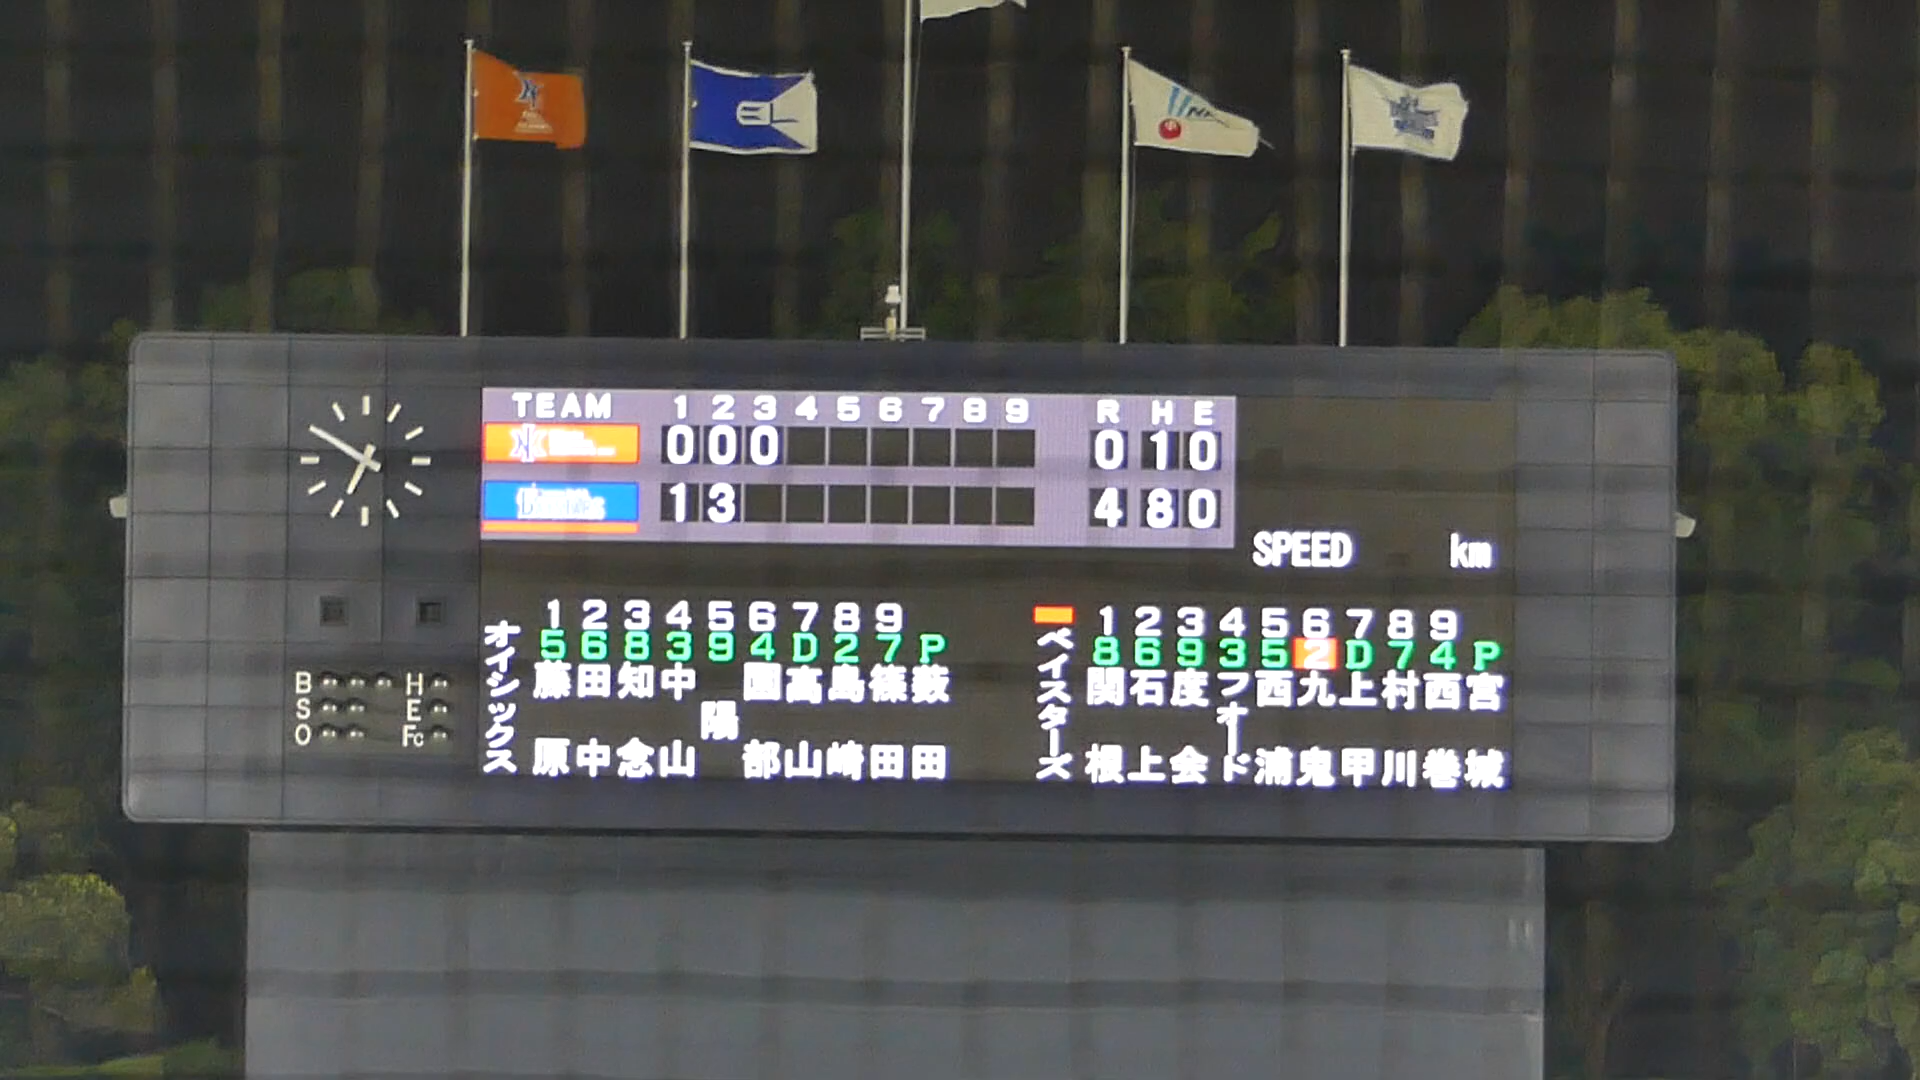 TEAM 1 2 3 4 5 6 7 8 9 R H E
0 0 0 0 1 0
1 3 4 8 0
SPEED km
オイシックス
1 2 3 4 5 6 7 8 9
5 6 8 3 9 4 D 2 7 P
藤原 田中 知念 中山 陽 園部 高山 島崎 篠田 薮田
ベイスターズ
1 2 3 4 5 6 7 8 9
8 6 9 3 5 2 D 7 4 P
関根 石上 度会 フォード 西浦 九鬼 上甲 村川 西巻 宮城
B H
S E
O Fc